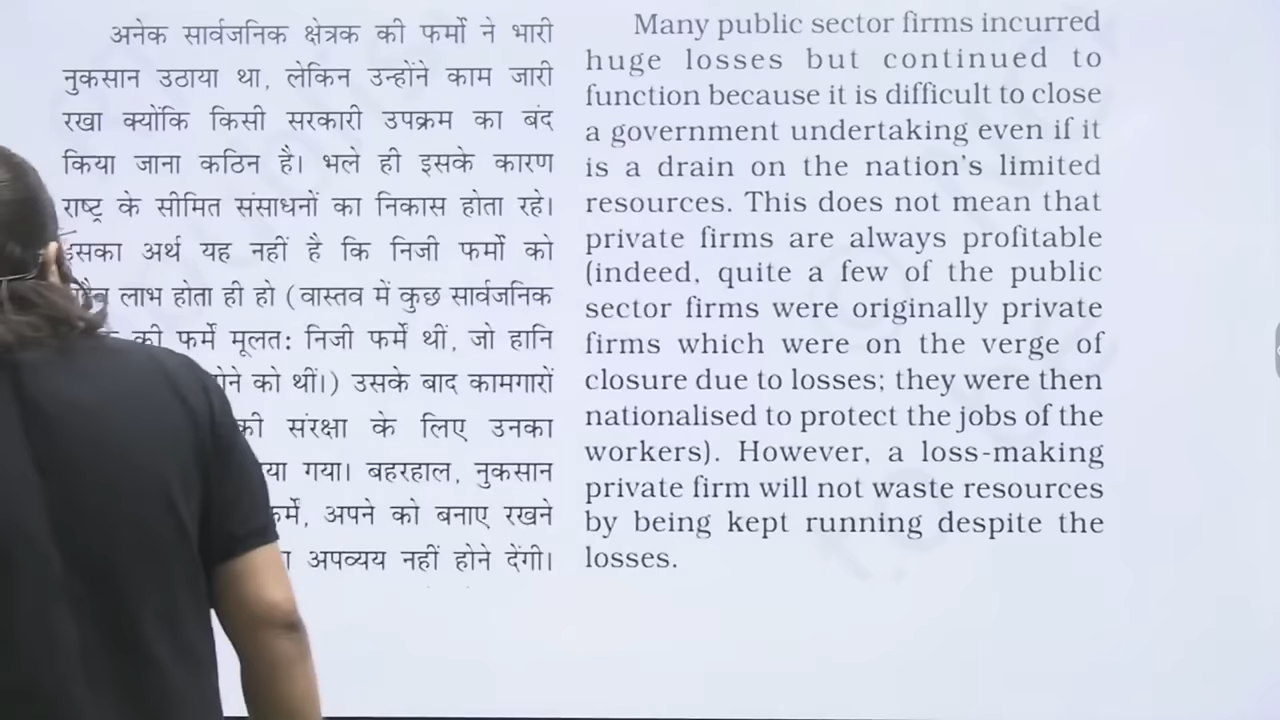 अनेक सार्वजनिक क्षेत्रक की फर्मों ने भारी
नुकसान उठाया था, लेकिन उन्होंने काम जारी
रखा क्योंकि किसी सरकारी उपक्रम का बंद
किया जाना कठिन है। भले ही इसके कारण
राष्ट्र के सीमित संसाधनों का निकास होता रहे।
इसका अर्थ यह नहीं है कि निजी फर्मों को
लाभ होता ही हो (वास्तव में कुछ सार्वजनिक
की फर्में मूलत: निजी फर्में थीं, जो हानि
को थीं।) उसके बाद कामगारों
की संरक्षा के लिए उनका
गया। बहरहाल, नुकसान
अपने को बनाए रखने
अपव्यय नहीं होने देंगी।
Many public sector firms incurred
huge losses but continued to
function because it is difficult to close
a government undertaking even if it
is a drain on the nation's limited
resources. This does not mean that
private firms are always profitable
(indeed, quite a few of the public
sector firms were originally private
firms which were on the verge of
closure due to losses; they were then
nationalised to protect the jobs of the
workers). However, a loss-making
private firm will not waste resources
by being kept running despite the
losses.